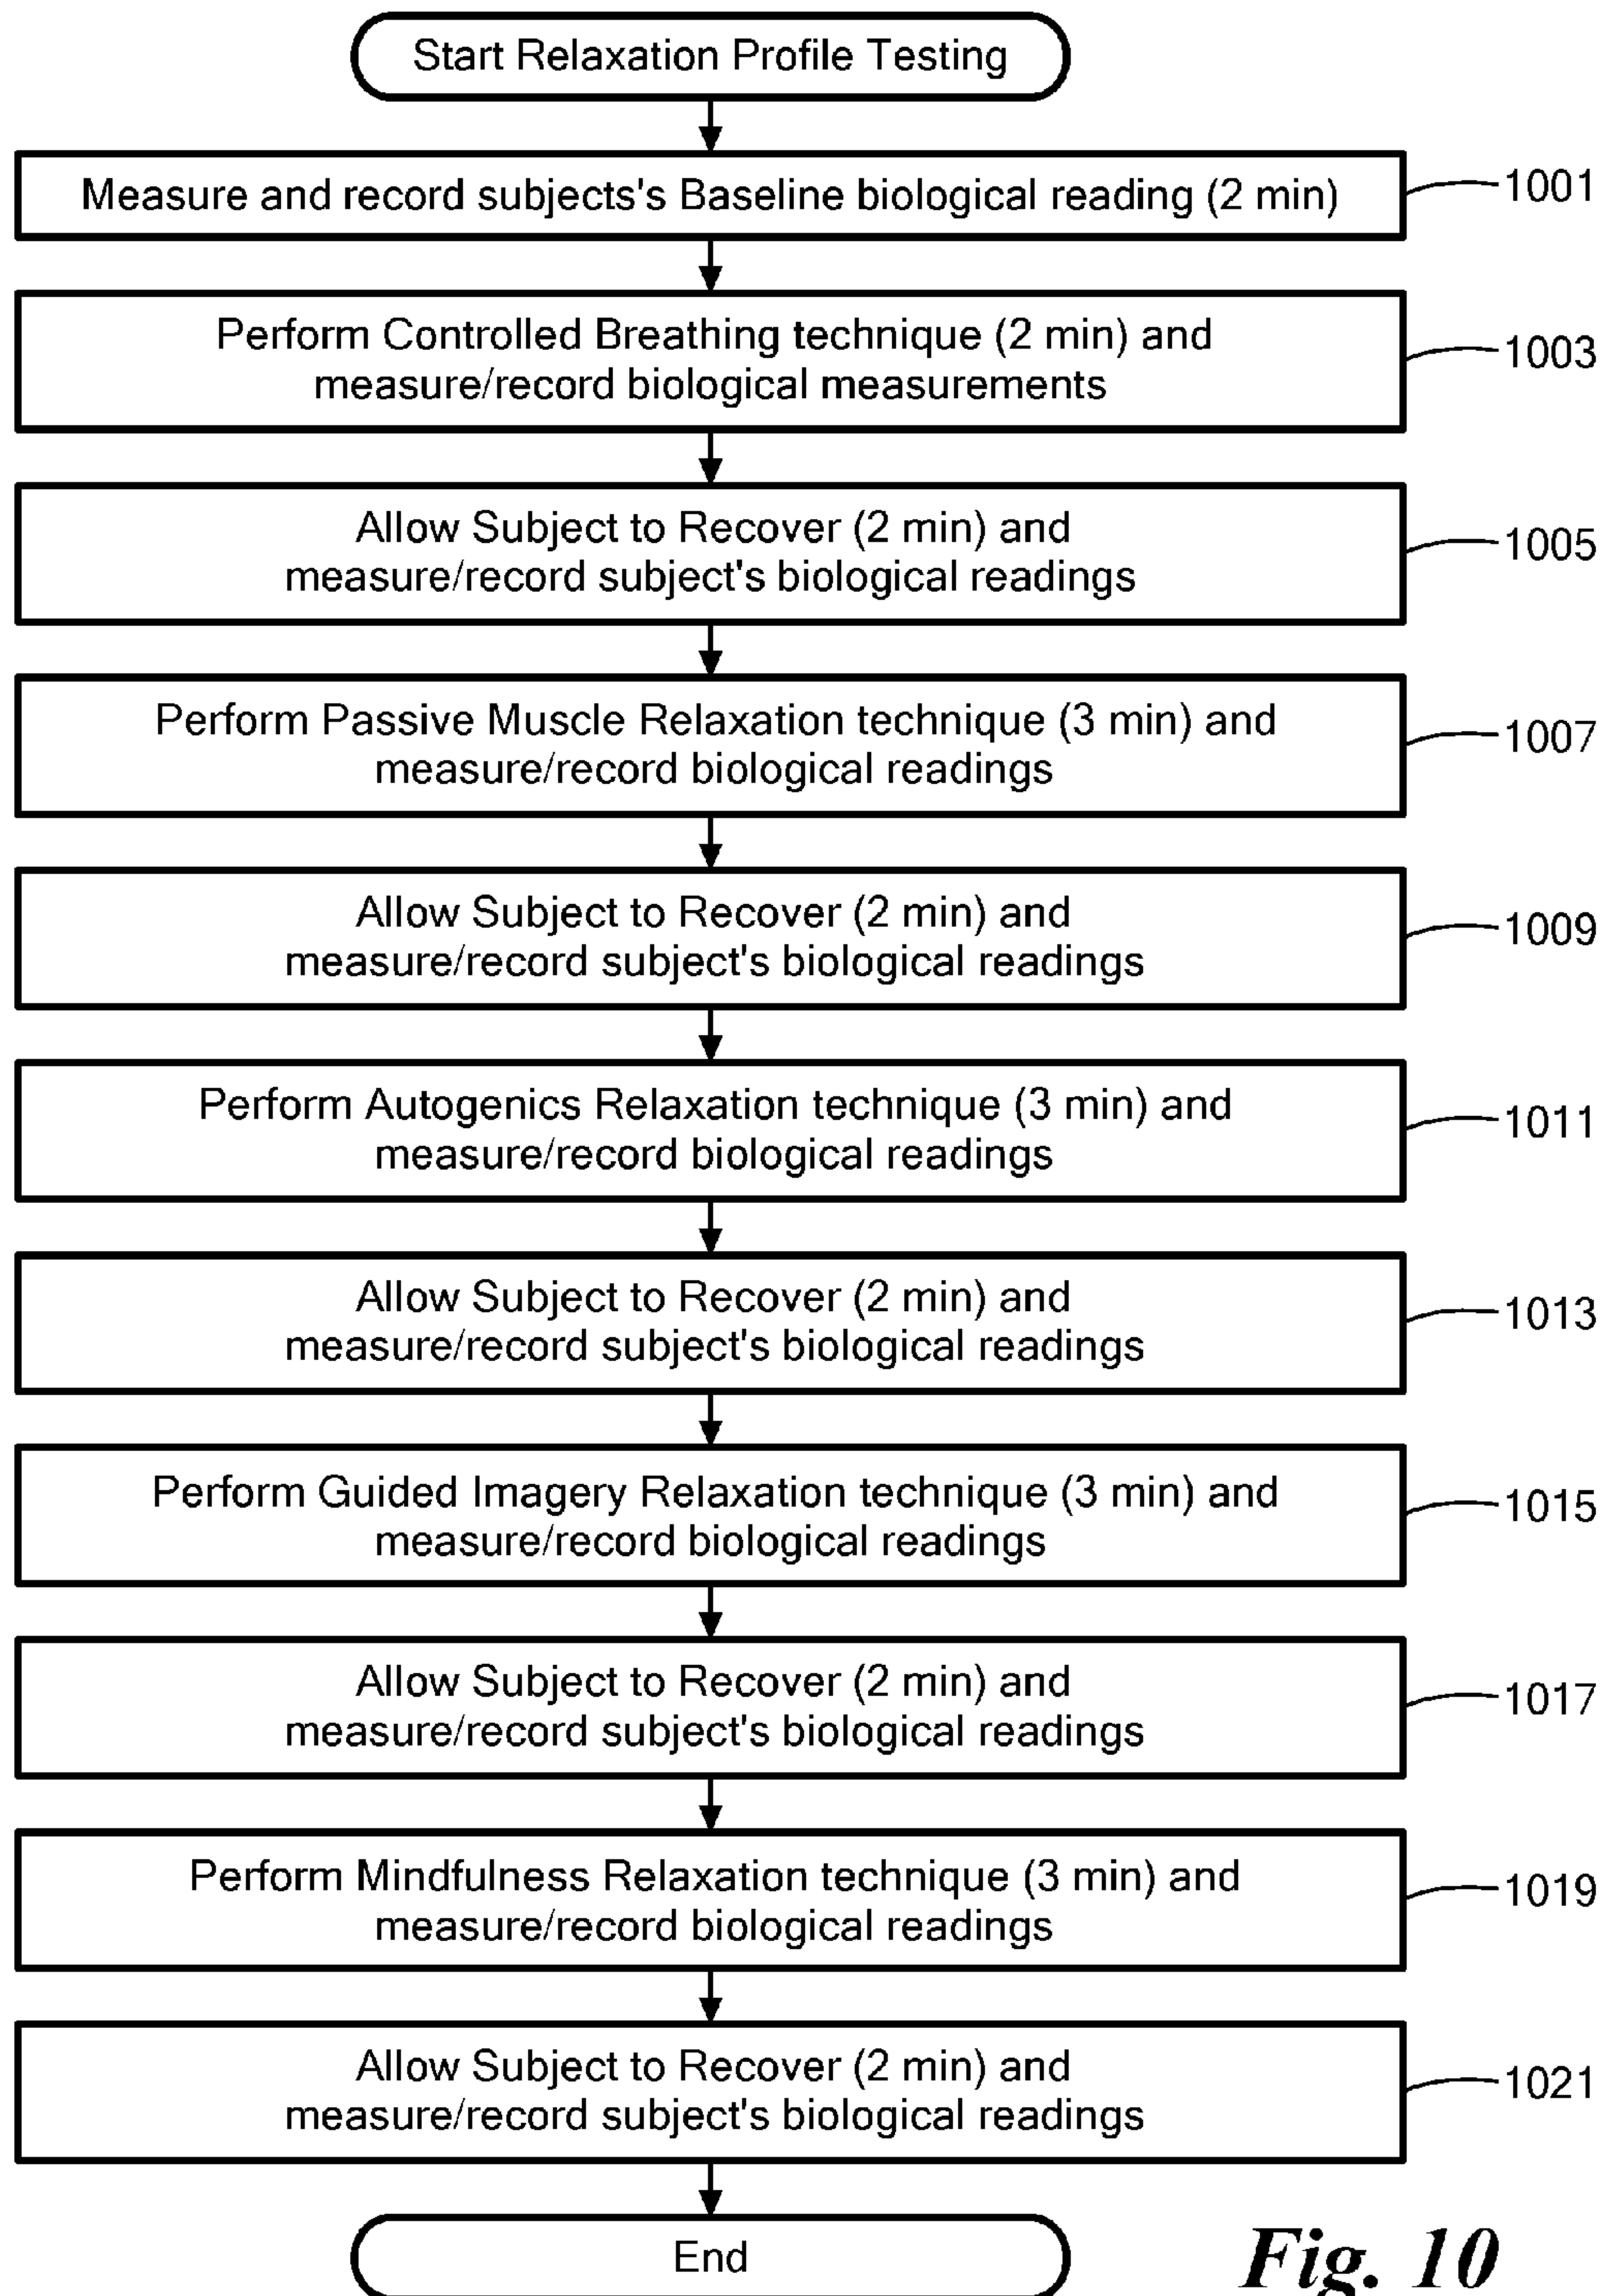 Start Relaxation Profile Testing
Measure and record subjects's Baseline biological reading (2 min)
1001
Perform Controlled Breathing technique (2 min) and
measure/record biological measurements
1003
Allow Subject to Recover (2 min) and
measure/record subject's biological readings
1005
Perform Passive Muscle Relaxation technique (3 min) and
measure/record biological readings
1007
Allow Subject to Recover (2 min) and
measure/record subject's biological readings
1009
Perform Autogenics Relaxation technique (3 min) and
measure/record biological readings
1011
Allow Subject to Recover (2 min) and
measure/record subject's biological readings
1013
Perform Guided Imagery Relaxation technique (3 min) and
measure/record biological readings
1015
Allow Subject to Recover (2 min) and
measure/record subject's biological readings
1017
Perform Mindfulness Relaxation technique (3 min) and
measure/record biological readings
1019
Allow Subject to Recover (2 min) and
measure/record subject's biological readings
1021
End
Fig. 10